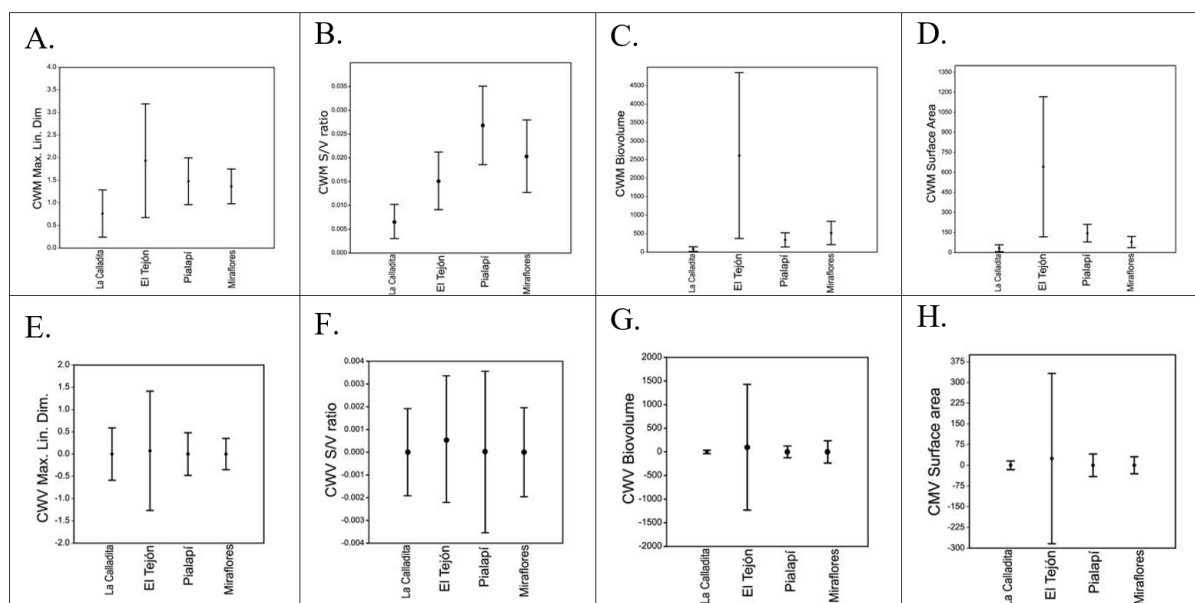 A.
CWM Max. Lin. Dim
4.0
3.5
3.0
2.5
2.0
1.5
1.0
0.5
0.0
La Calladita
El Tejón
Pialapí
Miraflores
B.
CWM S/V ratio
0.035
0.030
0.025
0.020
0.015
0.010
0.005
0.000
La Calladita
El Tejón
Pialapí
Miraflores
C.
CWM Biovolume
4500
4000
3500
3000
2500
2000
1500
1000
500
0
La Calladita
El Tejón
Pialapí
Miraflores
D.
CWM Surface Area
1350
1200
1050
900
750
600
450
300
150
0
La Calladita
El Tejón
Pialapí
Miraflores
E.
CWV Max. Lin. Dim.
2.0
1.5
1.0
0.5
0.0
-0.5
-1.0
-1.5
-2.0
La Calladita
El Tejón
Pialapí
Miraflores
F.
CWV S/V ratio
0.004
0.003
0.002
0.001
0.000
-0.001
-0.002
-0.003
-0.004
La Calladita
El Tejón
Pialapí
Miraflores
G.
CWV Biovolume
2000
1500
1000
500
0
-500
-1000
-1500
-2000
La Calladita
El Tejón
Pialapí
Miraflores
H.
CMV Surface area
375
300
225
150
75
0
-75
-150
-225
-300
La Calladita
El Tejón
Pialapí
Miraflores